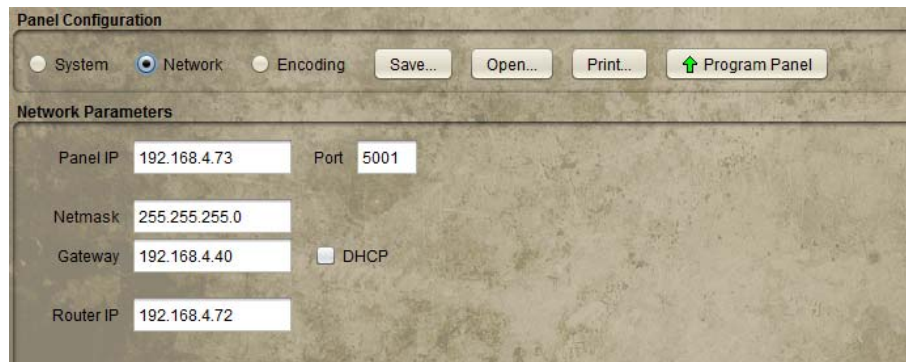 Panel Configuration
System Network Encoding Save... Open... Print... Program Panel
Network Parameters
Panel IP 192.168.4.73 Port 5001
Netmask 255.255.255.0
Gateway 192.168.4.40 DHCP
Router IP 192.168.4.72